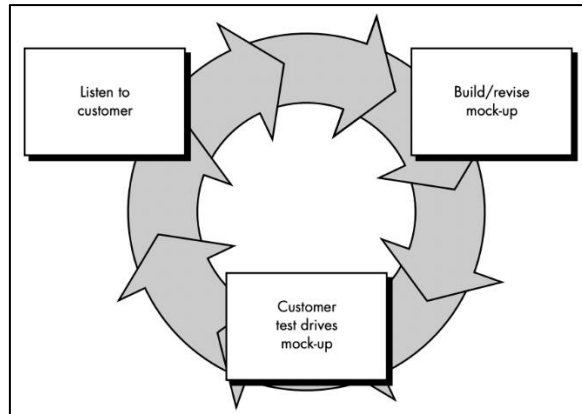 Listen to
customer
Build/revise
mock-up
Customer
test drives
mock-up